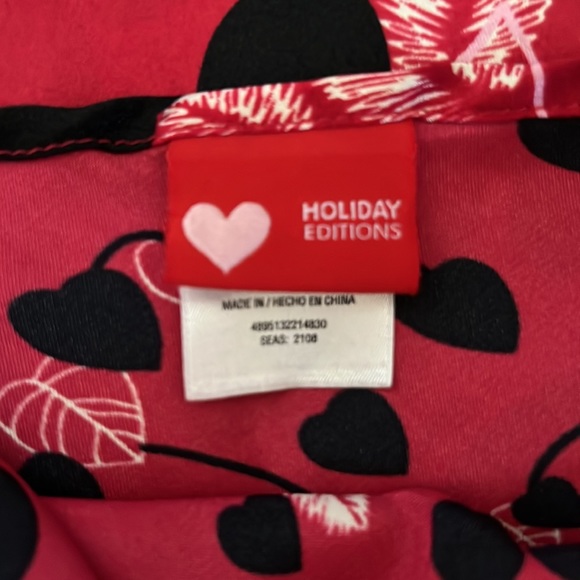 HOLIDAY
EDITIONS
MADE IN / HECHO EN CHINA
4895132214830
SEAS: 2108